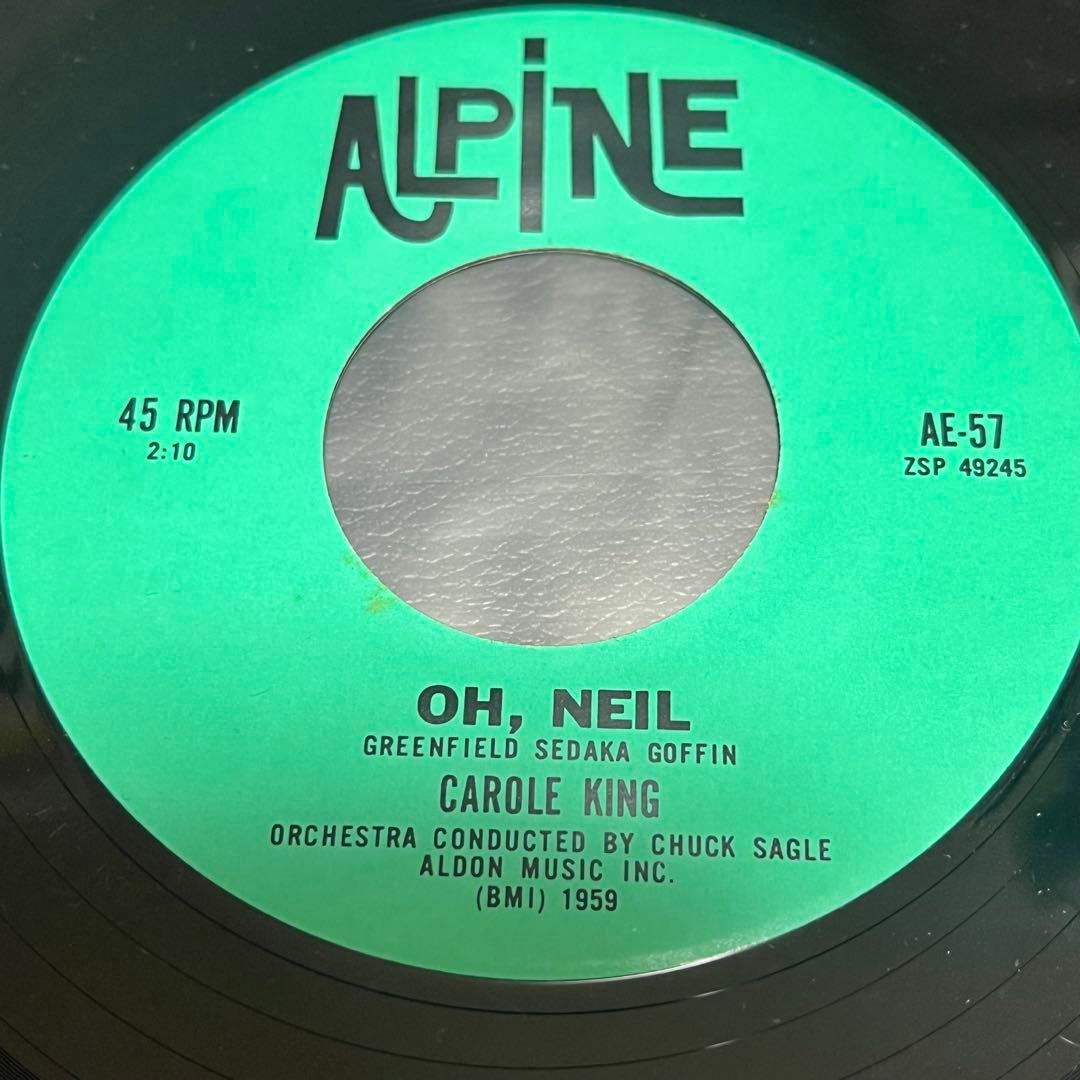 ALPINE
45 RPM
2:10
AE-57
ZSP 49245
OH, NEIL
GREENFIELD SEDAKA GOFFIN
CAROLE KING
ORCHESTRA CONDUCTED BY CHUCK SAGLE
ALDON MUSIC INC.
(BMI) 1959